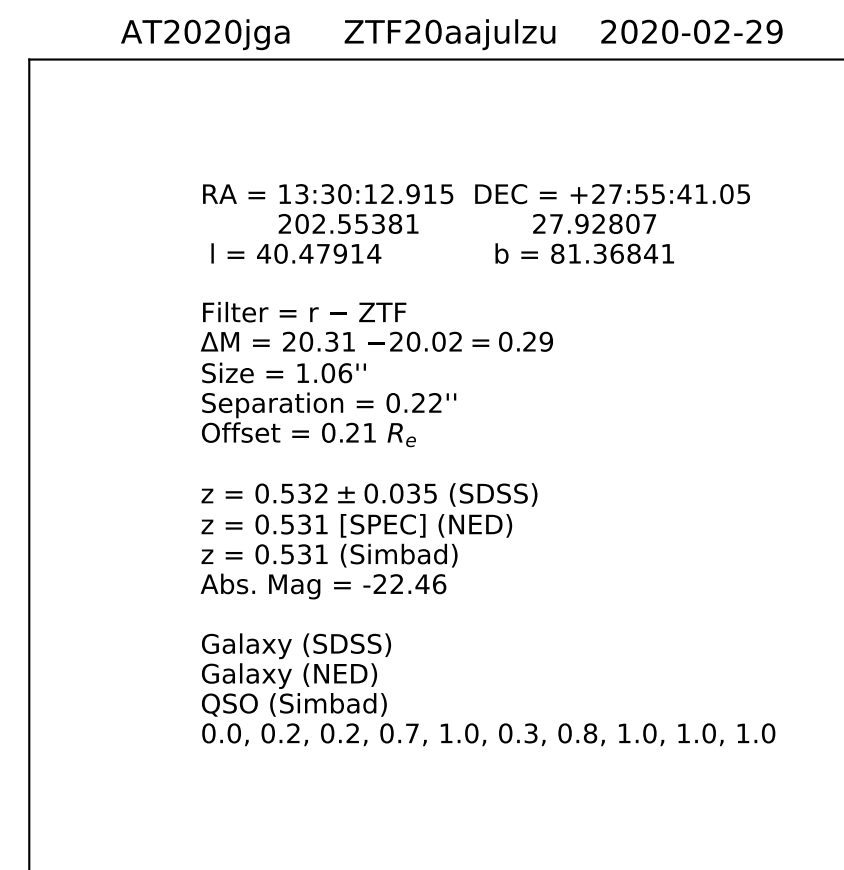 AT2020jga ZTF20aajulzu 2020-02-29
RA = 13:30:12.915 DEC = +27:55:41.05
202.55381 27.92807
l = 40.47914 b = 81.36841
Filter = r − ZTF
ΔM = 20.31 −20.02 = 0.29
Size = 1.06''
Separation = 0.22''
Offset = 0.21 Re
z = 0.532 ± 0.035 (SDSS)
z = 0.531 [SPEC] (NED)
z = 0.531 (Simbad)
Abs. Mag = -22.46
Galaxy (SDSS)
Galaxy (NED)
QSO (Simbad)
0.0, 0.2, 0.2, 0.7, 1.0, 0.3, 0.8, 1.0, 1.0, 1.0